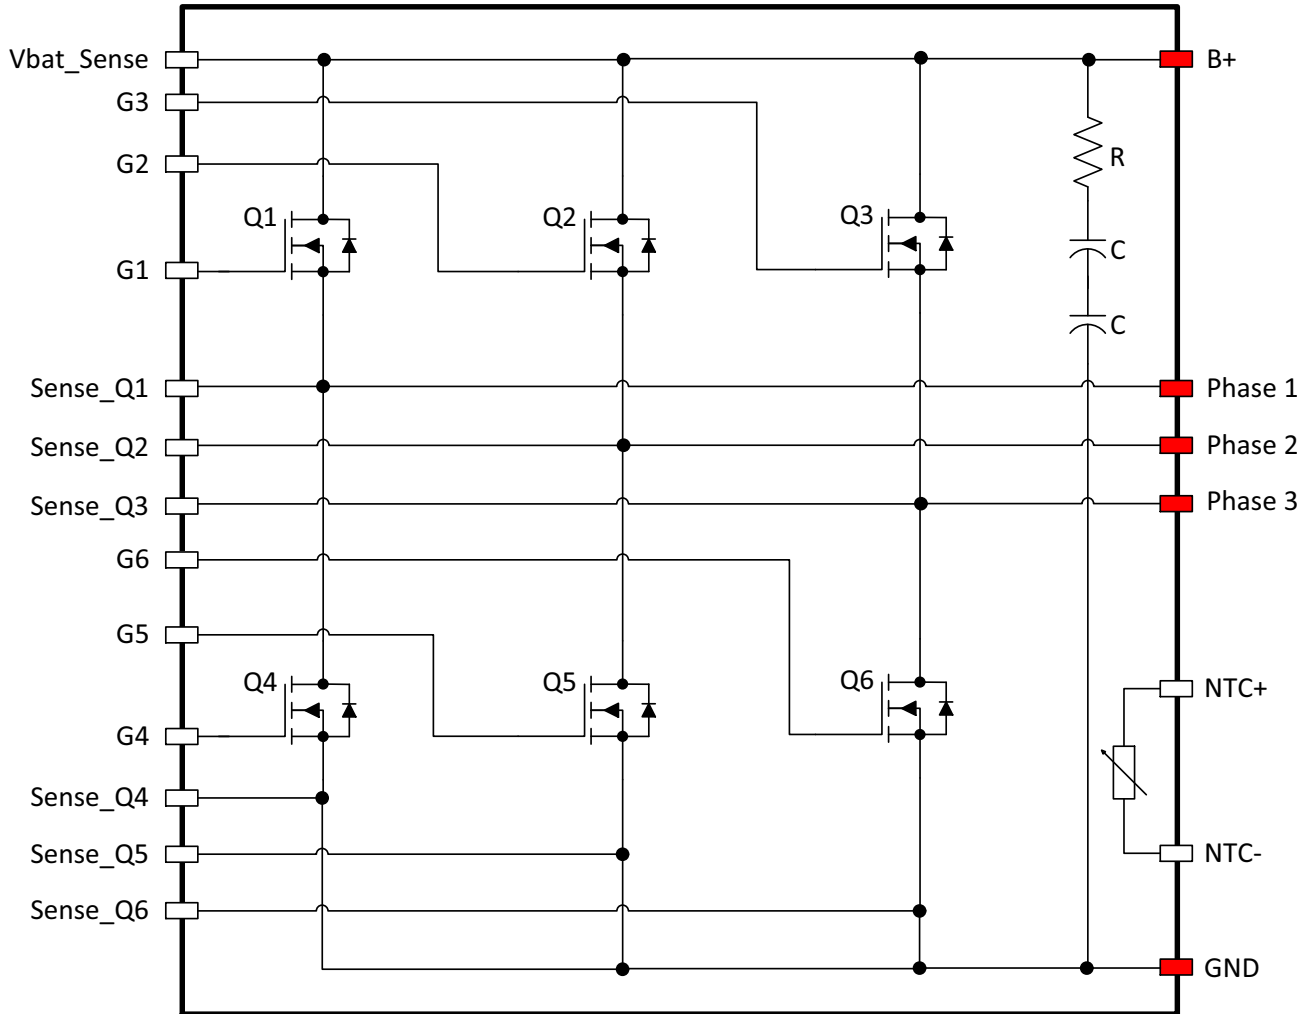 Vbat_Sense
B+
G3
G2
R
Q1
Q2
Q3
C
G1
C
Sense_Q1
Phase 1
Sense_Q2
Phase 2
Sense_Q3
Phase 3
G6
G5
Q4
Q5
Q6
NTC+
G4
Sense_Q4
Sense_Q5
NTC-
Sense_Q6
GND